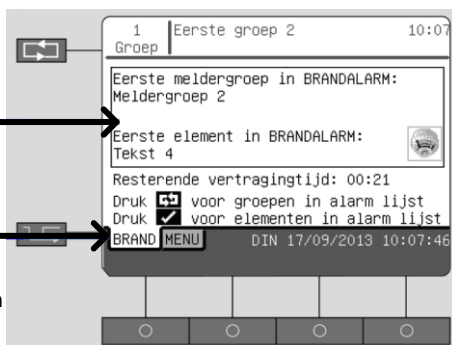 1 Eerste groep 2 10:07
Groep
Eerste meldergroep in BRANDALARM:
Meldergroep 2
Eerste element in BRANDALARM:
Tekst 4
Resterende vertragingtijd: 00:21
Druk voor groepen in alarm lijst
Druk voor elementen in alarm lijst
BRAND MENU DIN 17/09/2013 10:07:46